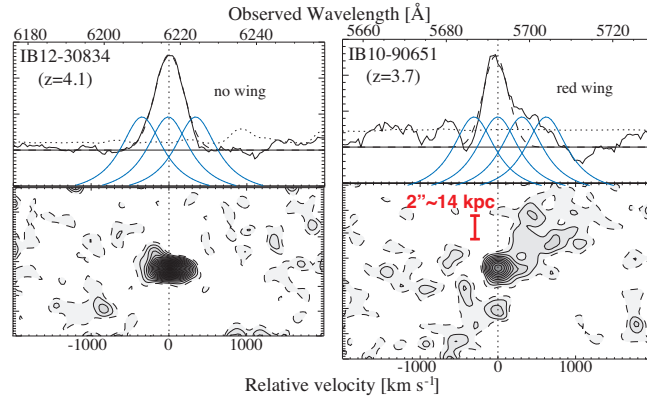 Observed Wavelength [Å]
6180 6200 6220 6240
5660 5680 5700 5720
IB12-30834
(z=4.1)
no wing
IB10-90651
(z=3.7)
red wing
2”~14 kpc
-1000 0 1000
-1000 0 1000
Relative velocity [km s-1]